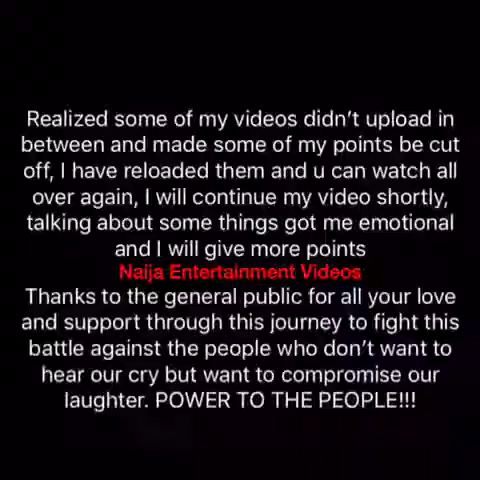 Realized some of my videos didn’t upload in
between and made some of my points be cut
off, I have reloaded them and u can watch all
over again, I will continue my video shortly,
talking about some things got me emotional
and I will give more points
Naija Entertainment Videos
Thanks to the general public for all your love
and support through this journey to fight this
battle against the people who don’t want to
hear our cry but want to compromise our
laughter. POWER TO THE PEOPLE!!!